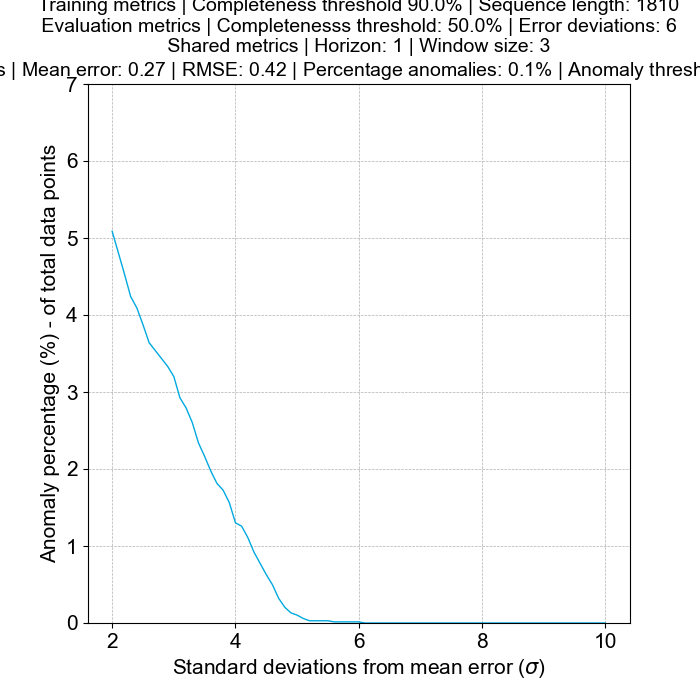 Training metrics | Completeness threshold 90.0% | Sequence length: 1810
Evaluation metrics | Completenesss threshold: 50.0% | Error deviations: 6
Shared metrics | Horizon: 1 | Window size: 3
| Mean error: 0.27 | RMSE: 0.42 | Percentage anomalies: 0.1% | Anomaly
7
6
5
4
3
2
1
0
Anomaly percentage (%) - of total data points
2 4 6 8 10
Standard deviations from mean error (σ)